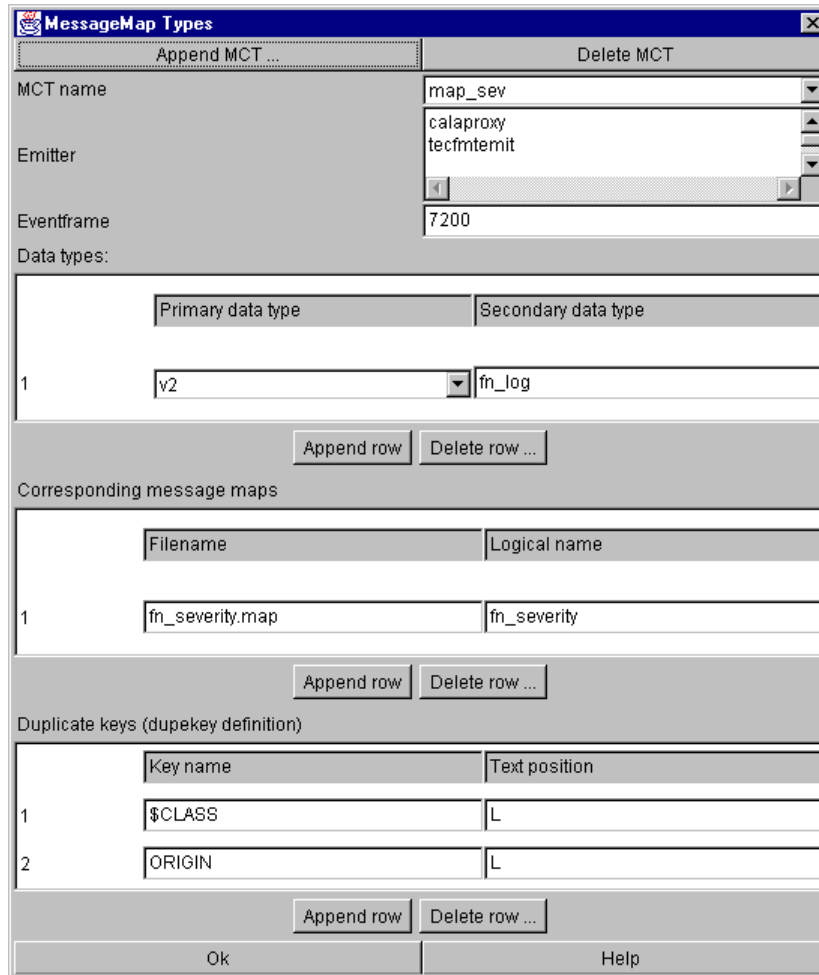 MessageMap Types
Append MCT ... Delete MCT
MCT name map_sev
calaproxy
tecfmtemit
Emitter
Eventframe 7200
Data types:
Primary data type Secondary data type
1 v2 fn_log
Append row Delete row ...
Corresponding message maps
Filename Logical name
1 fn_severity.map fn_severity
Append row Delete row ...
Duplicate keys (dupekey definition)
Key name Text position
1 $CLASS L
2 ORIGIN L
Append row Delete row ...
Ok Help